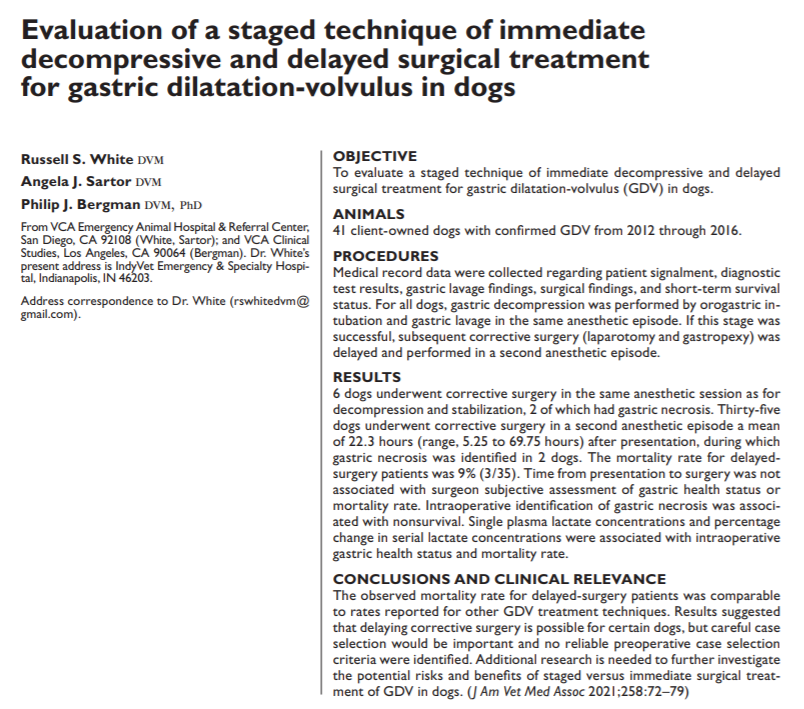 Evaluation of a staged technique of immediate
decompressive and delayed surgical treatment
for gastric dilatation-volvulus in dogs
Russell S. White DVM
Angela J. Sartor DVM
Philip J. Bergman DVM, PhD
From VCA Emergency Animal Hospital & Referral Center,
San Diego, CA 92108 (White, Sartor); and VCA Clinical
Studies, Los Angeles, CA 90064 (Bergman). Dr. White's
present address is IndyVet Emergency & Specialty Hospi-
tal, Indianapolis, IN 46203.
Address correspondence to Dr. White (rswhitedvm@
gmail.com).
OBJECTIVE
To evaluate a staged technique of immediate decompressive and delayed
surgical treatment for gastric dilatation-volvulus (GDV) in dogs.
ANIMALS
41 client-owned dogs with confirmed GDV from 2012 through 2016.
PROCEDURES
Medical record data were collected regarding patient signalment, diagnostic
test results, gastric lavage findings, surgical findings, and short-term survival
status. For all dogs, gastric decompression was performed by orogastric in-
tubation and gastric lavage in the same anesthetic episode. If this stage was
successful, subsequent corrective surgery (laparotomy and gastropexy) was
delayed and performed in a second anesthetic episode.
RESULTS
6 dogs underwent corrective surgery in the same anesthetic session as for
decompression and stabilization, 2 of which had gastric necrosis. Thirty-five
dogs underwent corrective surgery in a second anesthetic episode a mean
of 22.3 hours (range, 5.25 to 69.75 hours) after presentation, during which
gastric necrosis was identified in 2 dogs. The mortality rate for delayed-
surgery patients was 9% (3/35). Time from presentation to surgery was not
associated with surgeon subjective assessment of gastric health status or
mortality rate. Intraoperative identification of gastric necrosis was associ-
ated with nonsurvival. Single plasma lactate concentrations and percentage
change in serial lactate concentrations were associated with intraoperative
gastric health status and mortality rate.
CONCLUSIONS AND CLINICAL RELEVANCE
The observed mortality rate for delayed-surgery patients was comparable
to rates reported for other GDV treatment techniques. Results suggested
that delaying corrective surgery is possible for certain dogs, but careful case
selection would be important and no reliable preoperative case selection
criteria were identified. Additional research is needed to further investigate
the potential risks and benefits of staged versus immediate surgical treat-
ment of GDV in dogs. (J Am Vet Med Assoc 2021;258:72–79)